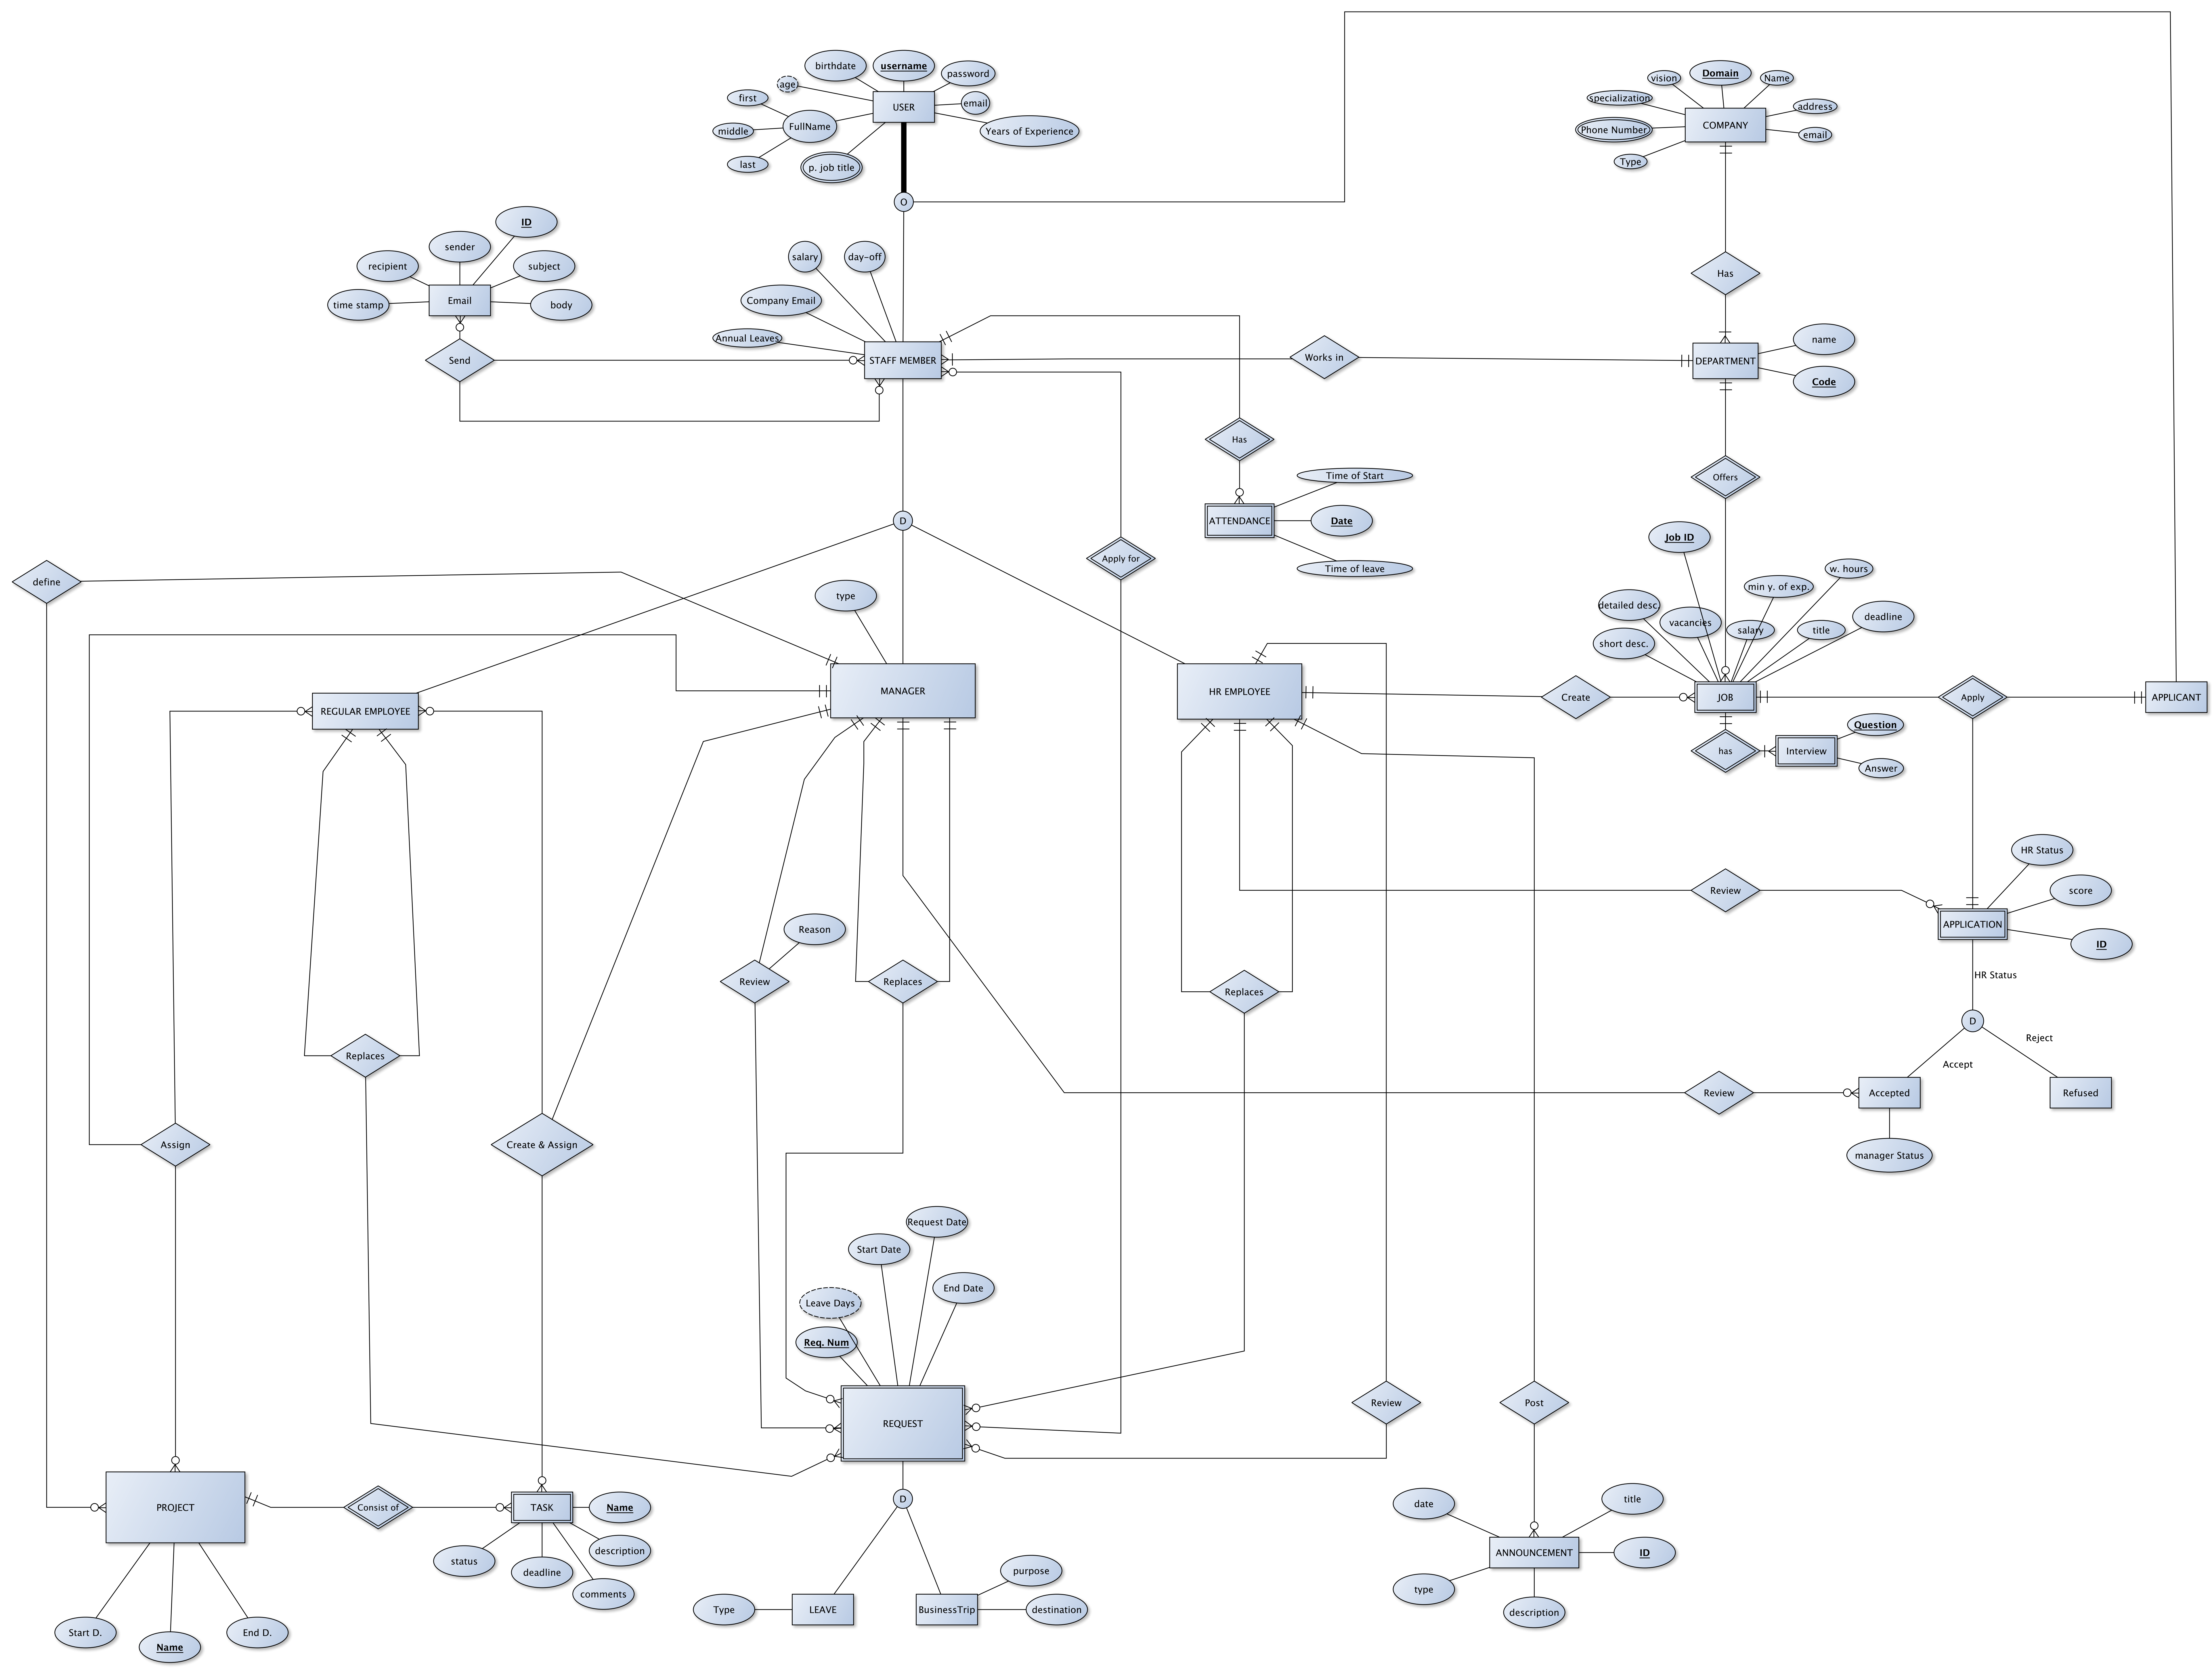 birthdate
username
password
age
email
first
USER
FullName
middle
Years of Experience
last
p. job title
O
vision
Domain
Name
specialization
address
COMPANY
Phone Number
email
Type
ID
sender
recipient
subject
time stamp
Email
body
salary
day-off
Company Email
Annual Leaves
Send
STAFF MEMBER
Works in
Has
name
DEPARTMENT
Code
Has
Time of Start
ATTENDANCE
Date
Time of leave
Offers
D
Apply for
define
type
Job ID
w. hours
min y. of exp.
detailed desc.
vacancies
salary
title
deadline
short desc.
REGULAR EMPLOYEE
MANAGER
HR EMPLOYEE
Create
JOB
Apply
APPLICANT
has
Interview
Question
Answer
HR Status
Review
score
APPLICATION
ID
HR Status
Reason
Review
Replaces
Replaces
D
Reject
Replaces
Accept
Review
Accepted
Refused
manager Status
Assign
Create & Assign
Request Date
Start Date
End Date
Leave Days
Req. Num
REQUEST
Review
Post
PROJECT
Consist of
TASK
Name
D
date
title
status
description
deadline
comments
ANNOUNCEMENT
ID
purpose
type
Type
LEAVE
BusinessTrip
destination
description
Start D.
Name
End D.